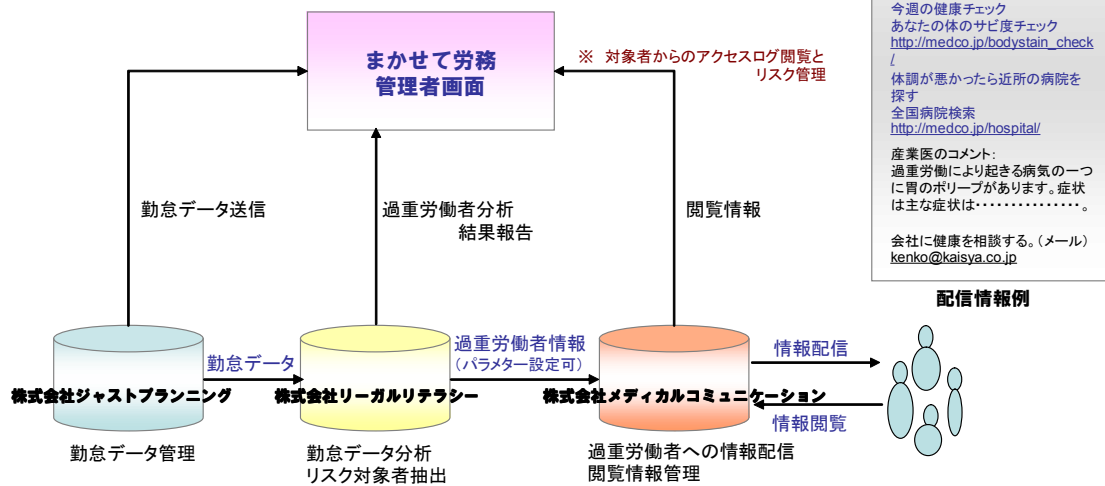 まかせて労務
管理者画面
※ 対象者からのアクセスログ閲覧と
リスク管理
今週の健康チェック
あなたの体のサビ度チェック
http://medco.jp/bodystain_check
/
体調が悪かったら近所の病院を
探す
全国病院検索
http://medco.jp/hospital/
産業医のコメント:
過重労働により起きる病気の一つ
に胃のポリープがあります。症状
は主な症状は・・・・・・・・・・・・・・・。
会社に健康を相談する。(メール)
kenko@kaisya.co.jp
配信情報例
勤怠データ送信
過重労働者分析
結果報告
閲覧情報
株式会社ジャストプランニング
勤怠データ
株式会社リーガルリテラシー
過重労働者情報
(パラメター設定可)
株式会社メディカルコミュニケーション
情報配信
情報閲覧
勤怠データ管理
勤怠データ分析
リスク対象者抽出
過重労働者への情報配信
閲覧情報管理